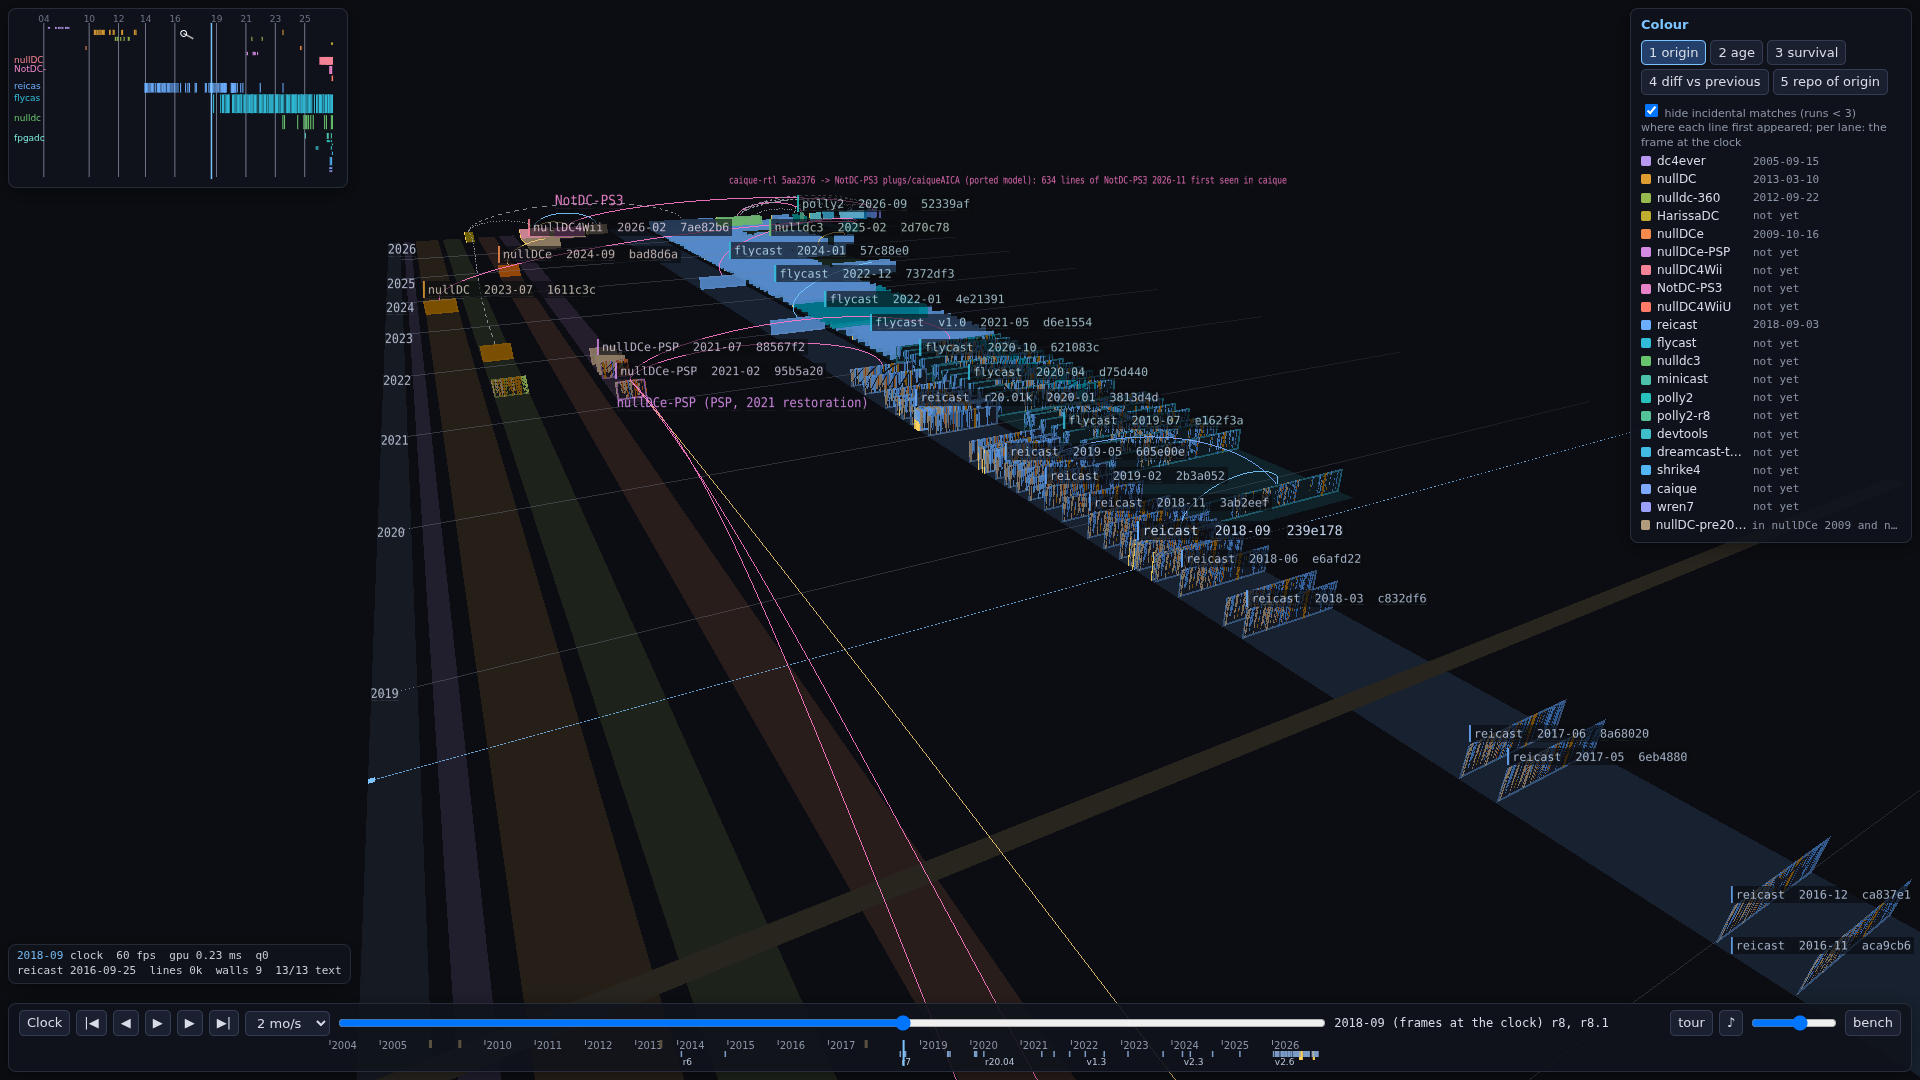 04 10 12 14 16 19 21 23 25
nullDC
NotDC-
reicas
flycas
nulldc
fpgadc
caique-rtl 5aa2376 -> NotDC-PS3 plugs/caiqueAICA (ported model): 634 lines of NotDC-PS3 2026-11 first seen in caique
NotDC-PS3
polly2 2026-09 52339af
nullDC4Wii 2026-02 7ae82b6
nulldc3 2025-02 2d70c78
2026
nullDCe 2024-09 bad8d6a
flycast 2024-01 57c88e0
flycast 2022-12 7372df3
2025
nullDC 2023-07 1611c3c
flycast 2022-01 4e21391
2024
flycast v1.0 2021-05 d6e1554
2023
nullDCe-PSP 2021-07 88567f2
flycast 2020-10 621083c
nullDCe-PSP 2021-02 95b5a20
flycast 2020-04 d75d440
2022
nullDCe-PSP (PSP, 2021 restoration)
reicast r20.01k 2020-01 3813d4d
flycast 2019-07 e162f3a
2021
reicast 2019-05 605e00e
reicast 2019-02 2b3a052
reicast 2018-11 3ab2eef
2020
reicast 2018-09 239e178
reicast 2018-06 e6afd22
reicast 2018-03 c832df6
2019
reicast 2017-06 8a68020
reicast 2017-05 6eb4880
reicast 2016-12 ca837e1
reicast 2016-11 aca9cb6
Colour
1 origin 2 age 3 survival
4 diff vs previous 5 repo of origin
hide incidental matches (runs < 3)
where each line first appeared; per lane: the
frame at the clock
dc4ever 2005-09-15
nullDC 2013-03-10
nulldc-360 2012-09-22
HarissaDC not yet
nullDCe 2009-10-16
nullDCe-PSP not yet
nullDC4Wii not yet
NotDC-PS3 not yet
nullDC4WiiU not yet
reicast 2018-09-03
flycast not yet
nulldc3 not yet
minicast not yet
polly2 not yet
polly2-r8 not yet
devtools not yet
dreamcast-t... not yet
shrike4 not yet
caique not yet
wren7 not yet
nullDC-pre20... in nullDCe 2009 and n...
2018-09 clock 60 fps gpu 0.23 ms q0
reicast 2016-09-25 lines 0k walls 9 13/13 text
Clock |◀ ◀ ▶ ▶ ▶| 2 mo/s 2018-09 (frames at the clock) r8, r8.1 tour ♪ bench
2004 2005 2010 2011 2012 2013 2014 2015 2016 2017 2019 2020 2021 2022 2023 2024 2025 2026
r6 r7 r20.04 v1.3 v2.3 v2.6